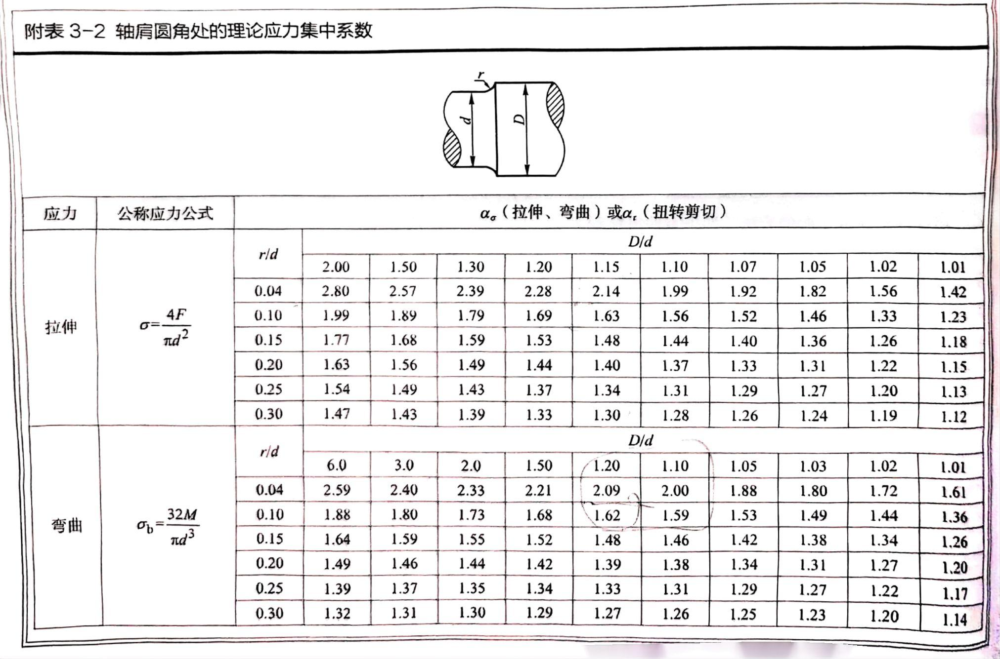 附表 3-2 轴肩圆角处的理论应力集中系数
r
d
D
应力 公称应力公式 α_σ（拉伸、弯曲）或α_τ（扭转剪切）
r/d D/d
2.00 1.50 1.30 1.20 1.15 1.10 1.07 1.05 1.02 1.01
0.04 2.80 2.57 2.39 2.28 2.14 1.99 1.92 1.82 1.56 1.42
0.10 1.99 1.89 1.79 1.69 1.63 1.56 1.52 1.46 1.33 1.23
拉伸 σ=4F/πd² 0.15 1.77 1.68 1.59 1.53 1.48 1.44 1.40 1.36 1.26 1.18
0.20 1.63 1.56 1.49 1.44 1.40 1.37 1.33 1.31 1.22 1.15
0.25 1.54 1.49 1.43 1.37 1.34 1.31 1.29 1.27 1.20 1.13
0.30 1.47 1.43 1.39 1.33 1.30 1.28 1.26 1.24 1.19 1.12
r/d D/d
6.0 3.0 2.0 1.50 1.20 1.10 1.05 1.03 1.02 1.01
0.04 2.59 2.40 2.33 2.21 2.09 2.00 1.88 1.80 1.72 1.61
0.10 1.88 1.80 1.73 1.68 1.62 1.59 1.53 1.49 1.44 1.36
弯曲 σ_b=32M/πd³ 0.15 1.64 1.59 1.55 1.52 1.48 1.46 1.42 1.38 1.34 1.26
0.20 1.49 1.46 1.44 1.42 1.39 1.38 1.34 1.31 1.27 1.20
0.25 1.39 1.37 1.35 1.34 1.33 1.31 1.29 1.27 1.22 1.17
0.30 1.32 1.31 1.30 1.29 1.27 1.26 1.25 1.23 1.20 1.14